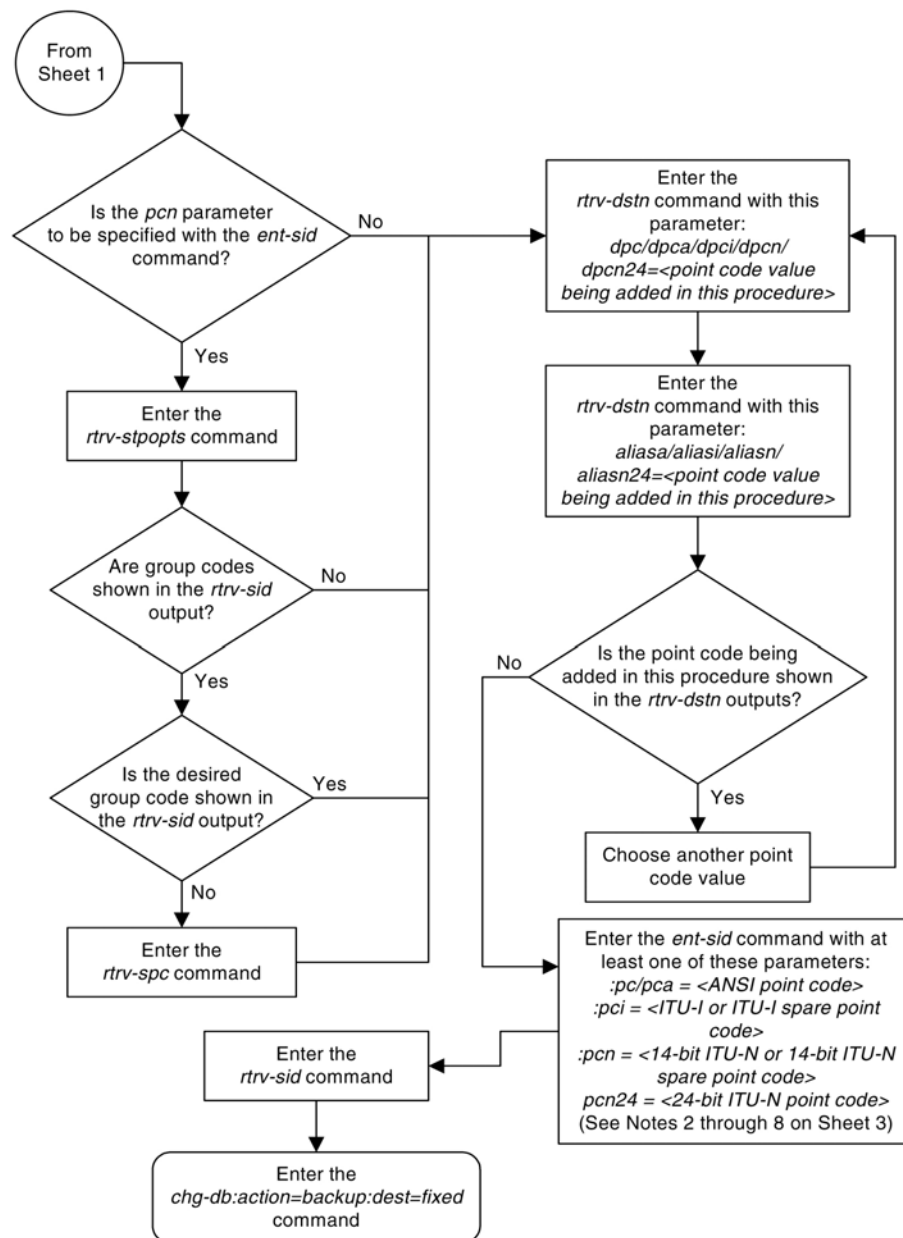 From
Sheet 1
Is the pcn parameter
to be specified with the ent-sid
command?
No
Yes
Enter the
rtrv-stpopts command
Are group codes
shown in the rtrv-sid
output?
No
Yes
Is the desired
group code shown in
the rtrv-sid output?
Yes
No
Enter the
rtrv-spc command
Enter the
rtrv-dstn command with this
parameter:
dpc/dpca/dpci/dpcn/
dpcn24=<point code value
being added in this procedure>
Enter the
rtrv-dstn command with this
parameter:
aliasa/aliasi/aliasn/
aliasn24=<point code value
being added in this procedure>
Is the point code being
added in this procedure shown
in the rtrv-dstn outputs?
No
Yes
Choose another point
code value
Enter the ent-sid command with at
least one of these parameters:
:pc/pca = <ANSI point code>
:pci = <ITU-I or ITU-I spare point
code>
:pcn = <14-bit ITU-N or 14-bit ITU-N
spare point code>
pcn24 = <24-bit ITU-N point code>
(See Notes 2 through 8 on Sheet 3)
Enter the
rtrv-sid command
Enter the
chg-db:action=backup:dest=fixed
command